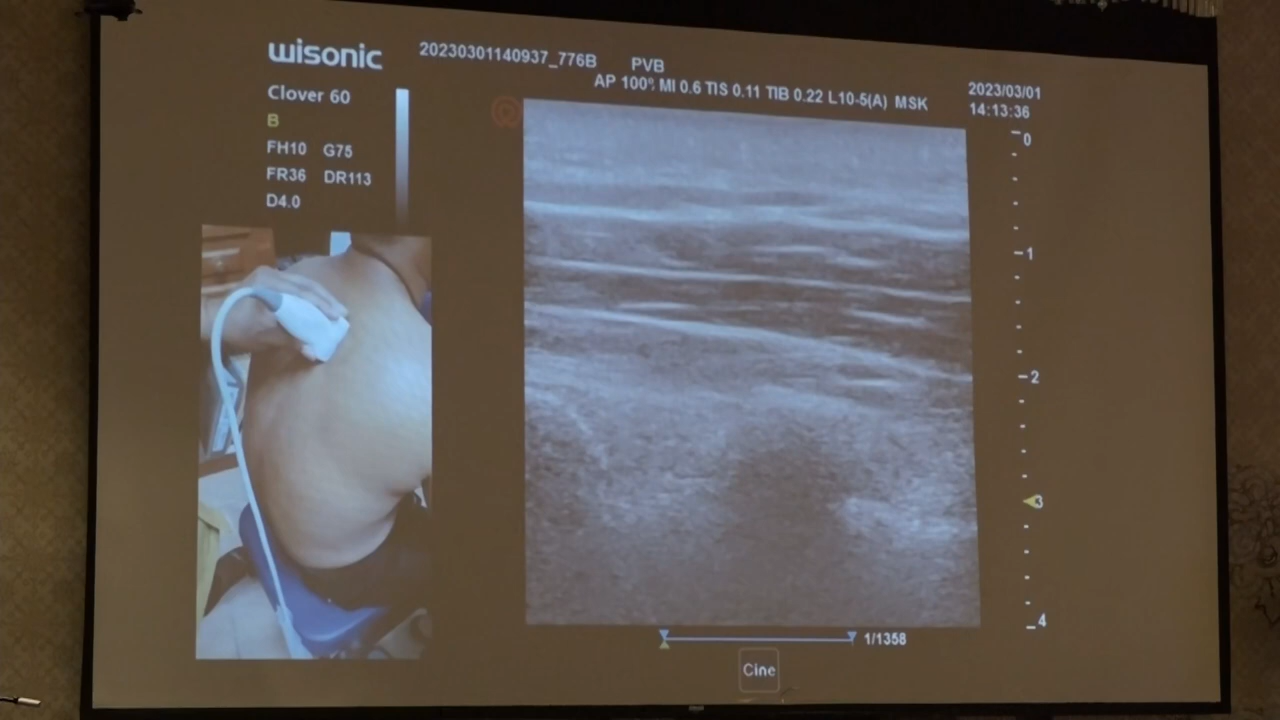 wisonic
20230301140937_776B PVB
AP 100% MI 0.6 TIS 0.11 TIB 0.22 L10-5(A) MSK
2023/03/01
14:13:36
Clover 60
B
FH10 G75
FR36 DR113
D4.0
0
1
2
3
4
1/1358
Cine